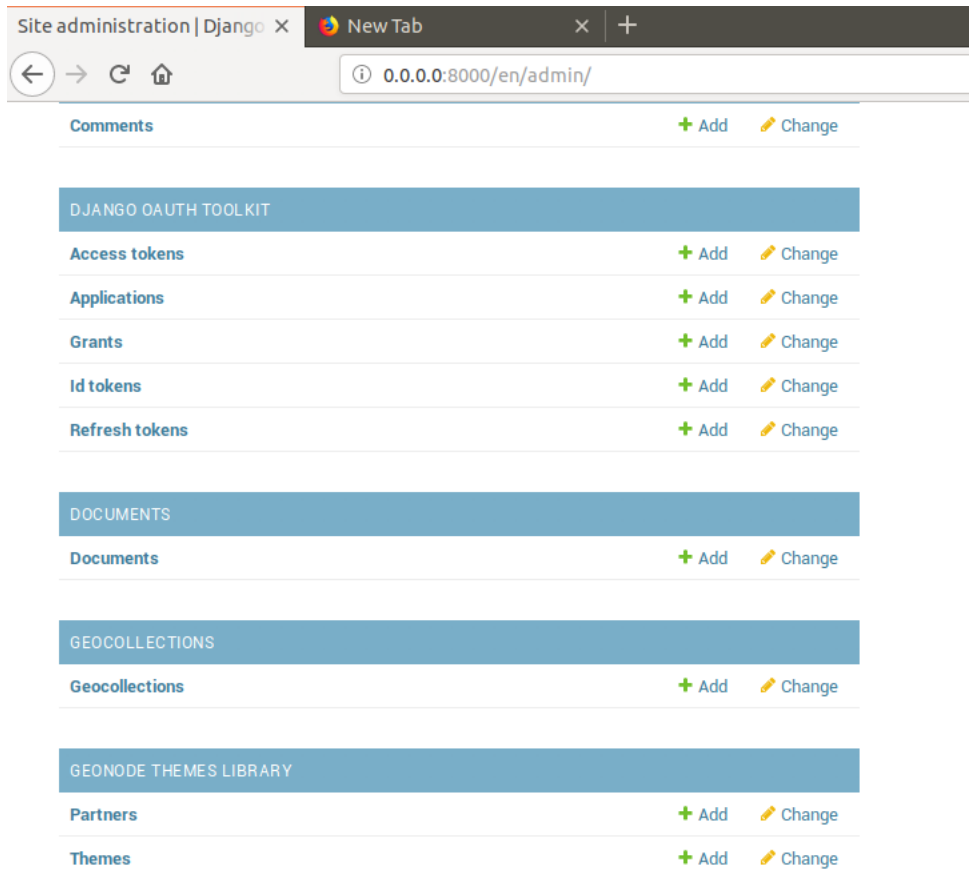 Site administration | Django
New Tab
0.0.0.0:8000/en/admin/
Comments Add Change
DJANGO OAUTH TOOLKIT
Access tokens Add Change
Applications Add Change
Grants Add Change
Id tokens Add Change
Refresh tokens Add Change
DOCUMENTS
Documents Add Change
GEOCOLLECTIONS
Geocollections Add Change
GEONODE THEMES LIBRARY
Partners Add Change
Themes Add Change